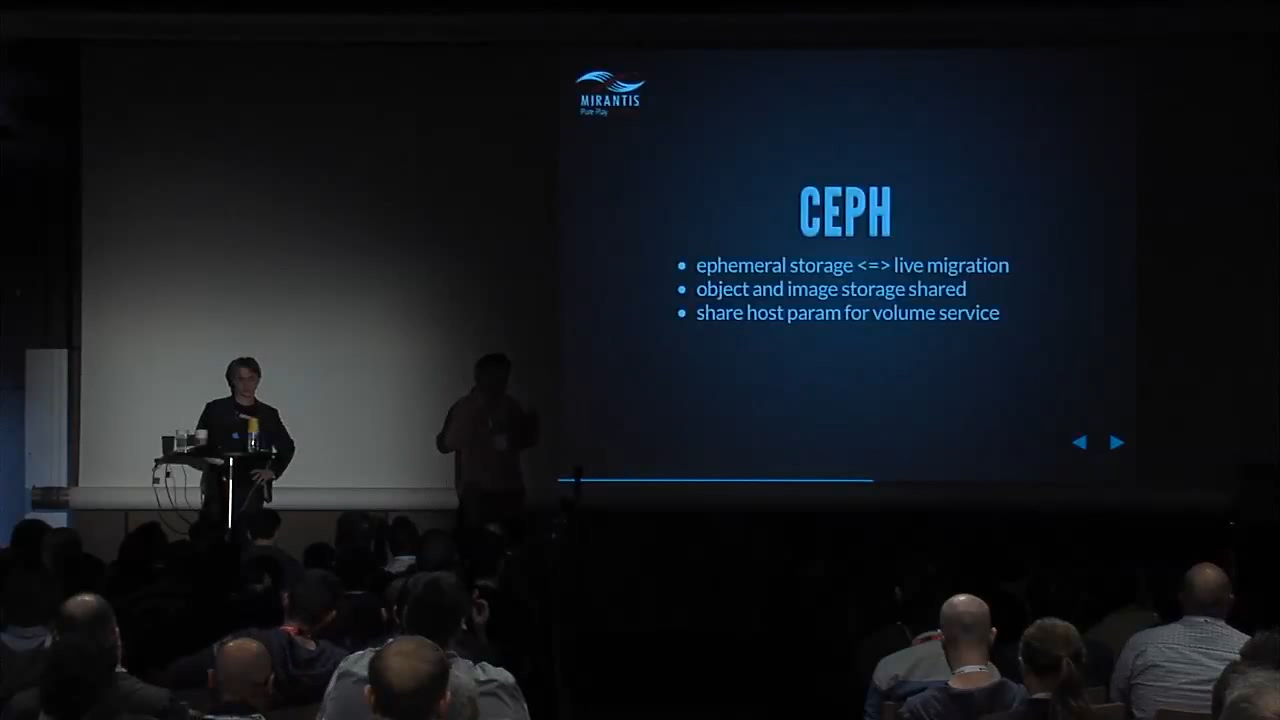 MIRANTIS
Pure Play
CEPH
• ephemeral storage <=> live migration
• object and image storage shared
• share host param for volume service